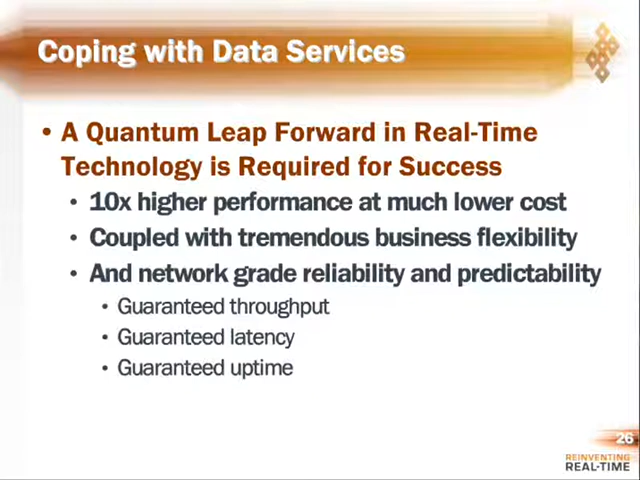 Coping with Data Services
• A Quantum Leap Forward in Real-Time
Technology is Required for Success
• 10x higher performance at much lower cost
• Coupled with tremendous business flexibility
• And network grade reliability and predictability
• Guaranteed throughput
• Guaranteed latency
• Guaranteed uptime
26
REINVENTING
REAL-TIME